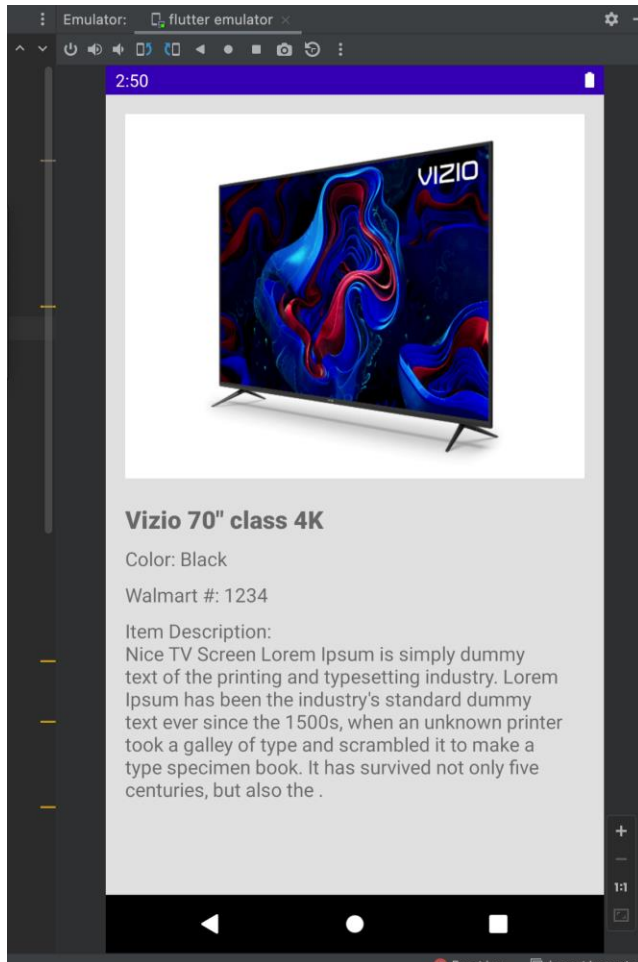 Emulator: flutter emulator
2:50
VIZIO
Vizio 70" class 4K
Color: Black
Walmart #: 1234
Item Description:
Nice TV Screen Lorem Ipsum is simply dummy
text of the printing and typesetting industry. Lorem
Ipsum has been the industry's standard dummy
text ever since the 1500s, when an unknown printer
took a galley of type and scrambled it to make a
type specimen book. It has survived not only five
centuries, but also the .
1:1